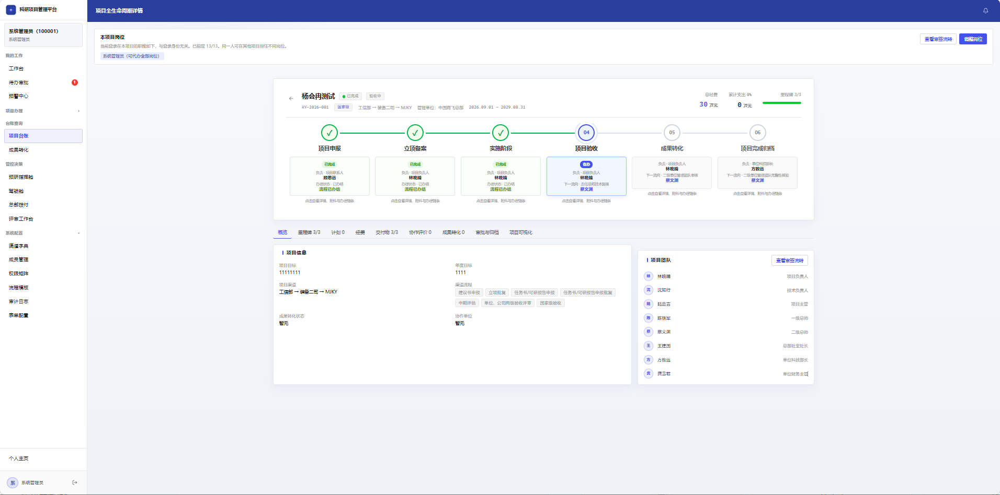 科研项目管理平台
项目全生命周期详情
系统管理员（100001）
系统管理员
我的工作
工作台
待办审批
1
预警中心
项目办理
台账查询
项目台账
成果转化
管控决策
预研指挥舱
驾驶舱
总部拨付
评审工作台
系统配置
渠道字典
成员管理
权限矩阵
流程模板
审计日志
表单配置
个人主页
系
系统管理员
本项目岗位
当前登录在本项目的职能如下，与登录身份无关。已指定 13/13。同一人可在其他项目担任不同岗位。
系统管理员（可代办全部岗位）
查看审签流转
调整岗位
杨会冉测试
已完成
验收中
KY-2026-001
国家级
工信部 → 装备二司 → MJKY
管理单位：中国商飞总部
2026.09.01 – 2029.08.31
总经费
30 万元
累计支出 0%
0 万元
里程碑 3/3
项目申报
已完成
负责 · 项目联系人
顾思远
办理状态 · 已办结
流程已办结
点击查看详情、附件与办理链条
立项备案
已完成
负责 · 项目负责人
林晚晴
办理状态 · 已办结
流程已办结
点击查看详情、附件与办理链条
实施阶段
已完成
负责 · 项目负责人
林晚晴
办理状态 · 已办结
流程已办结
点击查看详情、附件与办理链条
04
项目验收
在办
负责 · 项目负责人
林晚晴
下一流向 · 责任总师技术复核
蔡文渊
点击查看详情、附件与办理链条
05
成果转化
负责 · 项目负责人
林晚晴
下一流向 · 二级单位管理团队审核
蔡文渊
点击查看详情、附件与办理链条
06
项目完成归档
负责 · 单位科技部长
方致远
下一流向 · 二级单位管理团队完整性核验
蔡文渊
点击查看详情、附件与办理链条
概览
里程碑 3/3
计划 0
经费
交付物 3/3
协作评价 0
成果转化 0
审批与归档
项目可视化
项目信息
项目目标
11111111
年度目标
1111
项目渠道
工信部 → 装备二司 → MJKY
渠道流程
建议书申报
立项批复
任务书/可研报告申报
任务书/可研报告申报批复
中期评估
单位、公司两级验收评审
国家级验收
成果转化状态
暂无
协作单位
暂无
项目团队
查看审签流转
林 林晚晴 项目负责人
沈 沈知行 技术负责人
陆 陆嘉言 项目主管
陈 陈铁军 一级总师
蔡 蔡文渊 二级总师
王 王建国 总部处室处长
方 方致远 单位科技部长
龚 龚雪君 单位财务主管